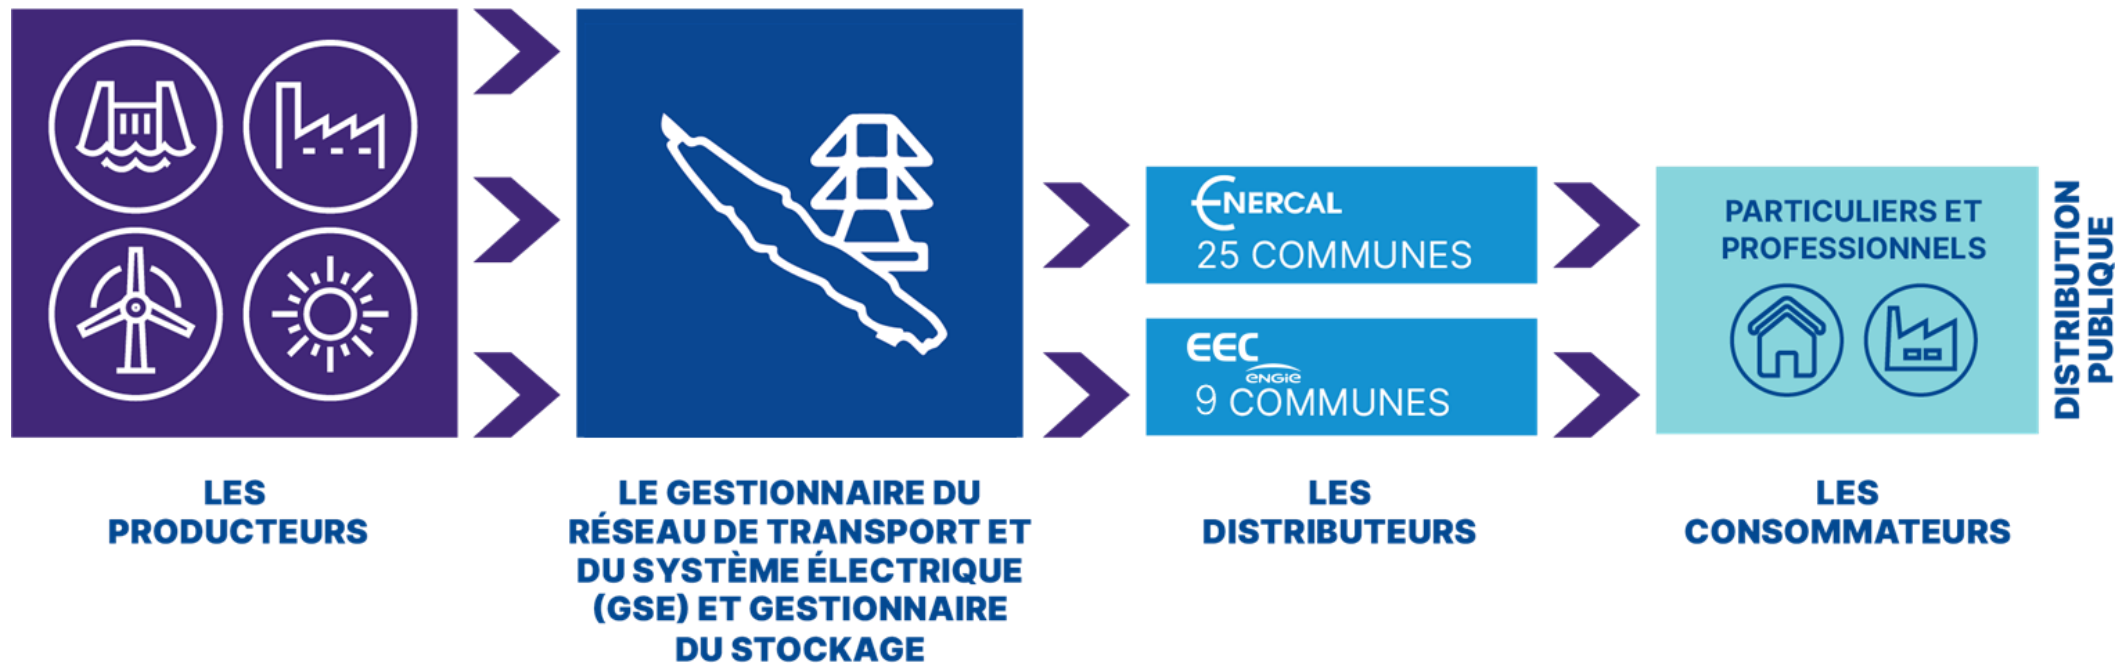 ENERCAL
25 COMMUNES
EEC
ENGIE
9 COMMUNES
PARTICULIERS ET
PROFESSIONNELS
DISTRIBUTION
PUBLIQUE
LES
PRODUCTEURS
LE GESTIONNAIRE DU
RÉSEAU DE TRANSPORT ET
DU SYSTÈME ÉLECTRIQUE
(GSE) ET GESTIONNAIRE
DU STOCKAGE
LES
DISTRIBUTEURS
LES
CONSOMMATEURS